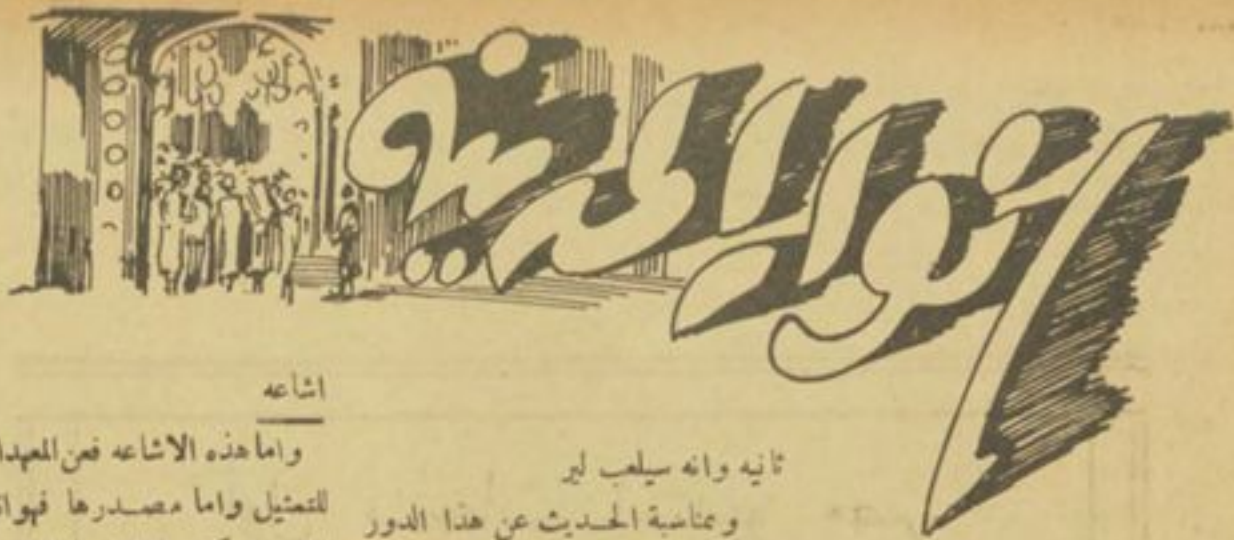 انوار المدينه
ثانيه وانه سيلعب لير
وبمناسبة الحديث عن هذا الدور
اشاعه
واما هذه الاشاعه فعن المعهد
للتمثيل واما مصدرها